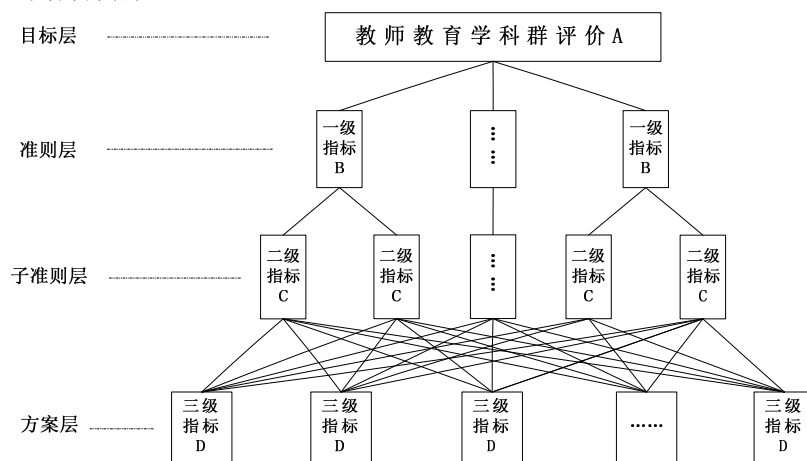 目标层
教师教育学科群评价A
准则层
一级
指标
B
⋮
⋮
一级
指标
B
子准则层
二级
指标
C
二级
指标
C
⋮
⋮
二级
指标
C
二级
指标
C
方案层
三级
指标
D
三级
指标
D
三级
指标
D
……
三级
指标
D